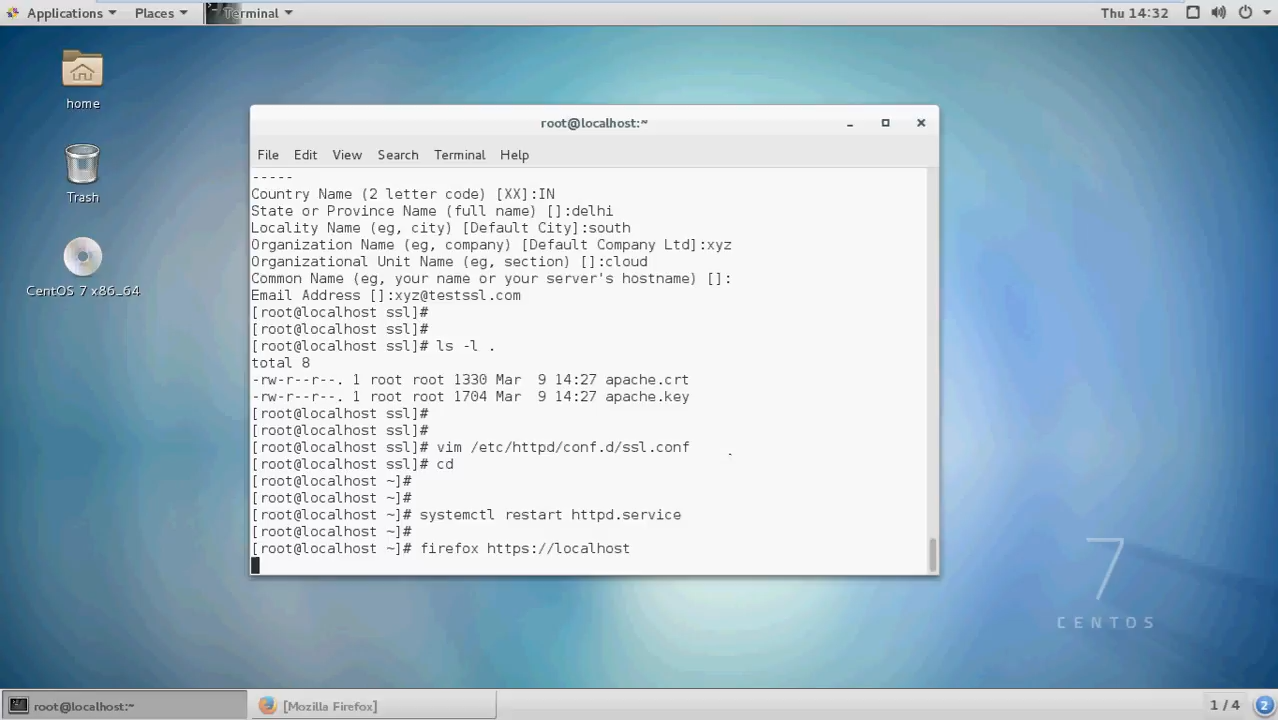 Applications Places Terminal Thu 14:32
home
Trash
CentOS 7 x86_64
root@localhost:~
File Edit View Search Terminal Help
-----
Country Name (2 letter code) [XX]:IN
State or Province Name (full name) []:delhi
Locality Name (eg, city) [Default City]:south
Organization Name (eg, company) [Default Company Ltd]:xyz
Organizational Unit Name (eg, section) []:cloud
Common Name (eg, your name or your server's hostname) []:
Email Address []:xyz@testssl.com
[root@localhost ssl]#
[root@localhost ssl]#
[root@localhost ssl]# ls -l .
total 8
-rw-r--r--. 1 root root 1330 Mar  9 14:27 apache.crt
-rw-r--r--. 1 root root 1704 Mar  9 14:27 apache.key
[root@localhost ssl]#
[root@localhost ssl]#
[root@localhost ssl]# vim /etc/httpd/conf.d/ssl.conf
[root@localhost ssl]# cd
[root@localhost ~]#
[root@localhost ~]#
[root@localhost ~]# systemctl restart httpd.service
[root@localhost ~]#
[root@localhost ~]# firefox https://localhost
7
CENTOS
root@localhost:~ [Mozilla Firefox] 1 / 4 2